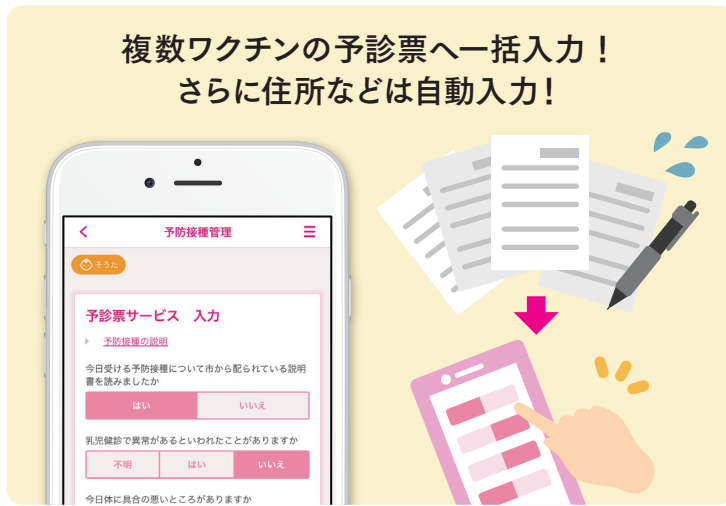 複数ワクチンの予診票へ一括入力！
さらに住所などは自動入力！
予防接種管理
そうた
予診票サービス　入力
予防接種の説明
今日受ける予防接種について市から配られている説明
書を読みましたか
はい　いいえ
乳児健診で異常があるといわれたことがありますか
不明　はい　いいえ
今日体に具合の悪いところがありますか